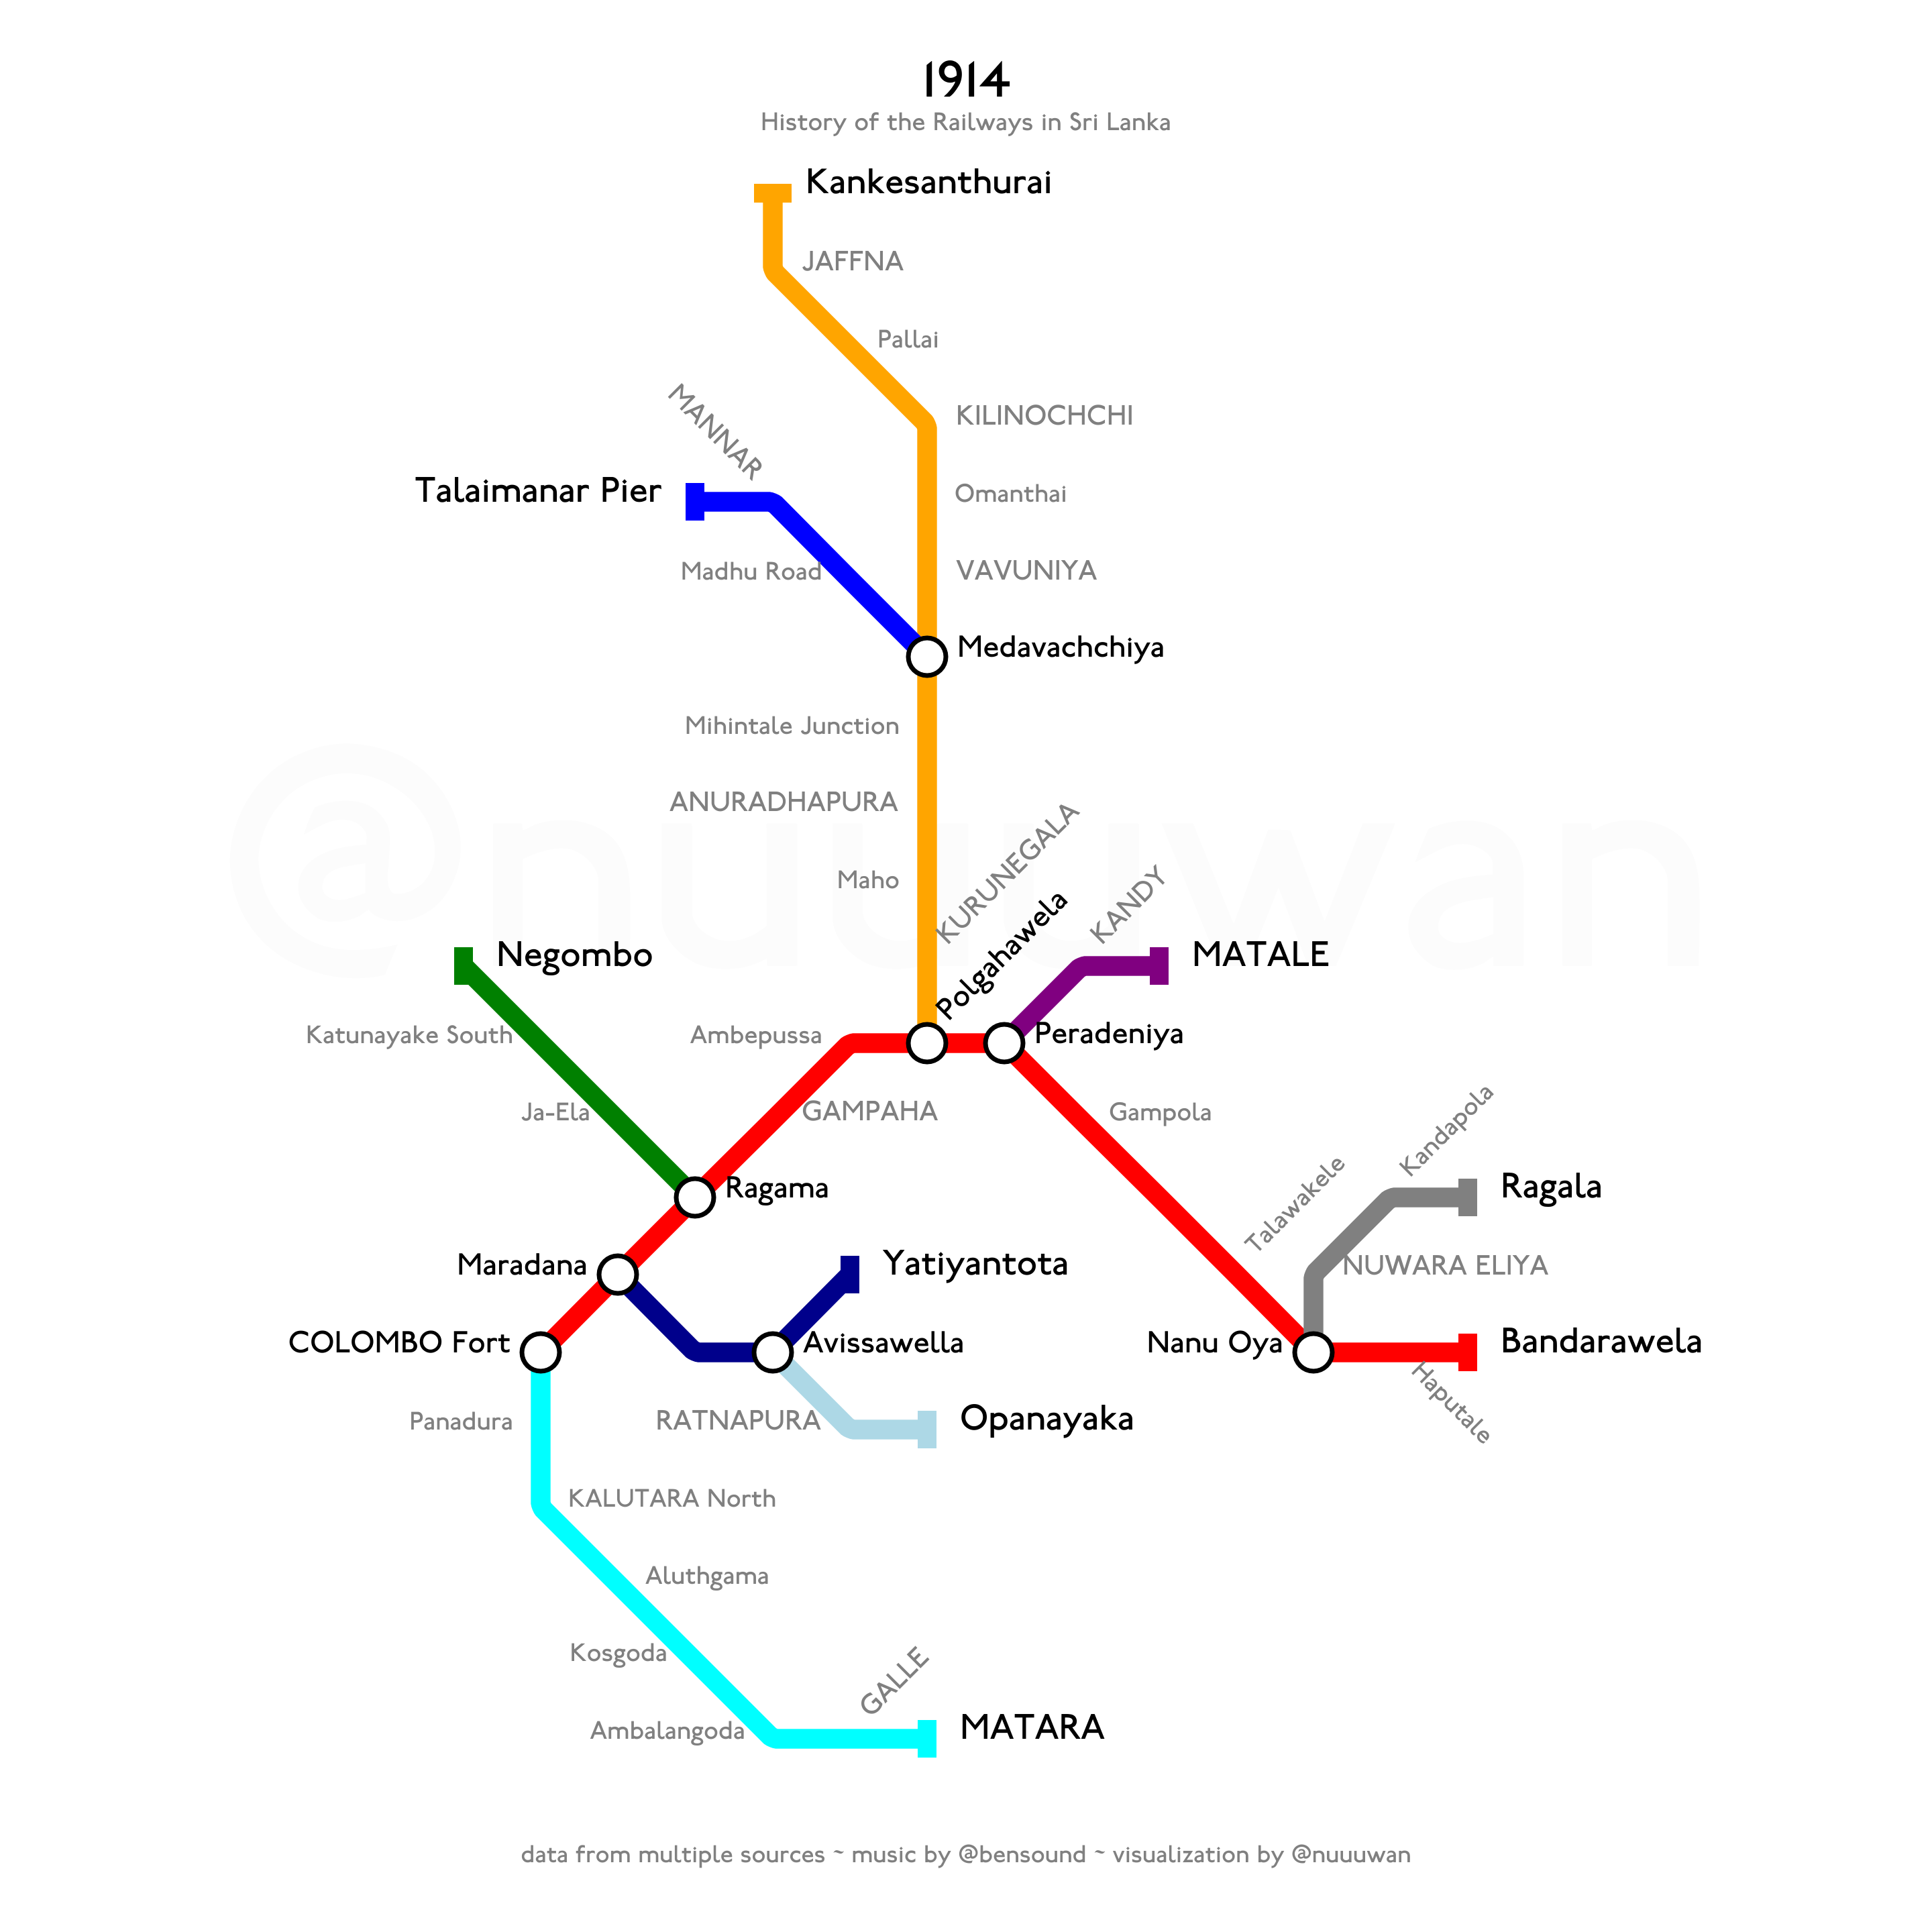 1914
History of the Railways in Sri Lanka
Kankesanthurai
JAFFNA
Pallai
KILINOCHCHI
MANNAR
Talaimanar Pier
Omanthai
Madhu Road
VAVUNIYA
Medavachchiya
Mihintale Junction
ANURADHAPURA
@nuuuwan
Maho
KURUNEGALA
Polgahawela
KANDY
Negombo
MATALE
Katunayake South
Ambepussa
Peradeniya
Ja-Ela
GAMPAHA
Gampola
Kandapola
Talawakele
Ragama
Ragala
Maradana
Yatiyantota
NUWARA ELIYA
COLOMBO Fort
Avissawella
Nanu Oya
Bandarawela
Haputale
Panadura
RATNAPURA
Opanayaka
KALUTARA North
Aluthgama
Kosgoda
GALLE
Ambalangoda
MATARA
data from multiple sources ~ music by @bensound ~ visualization by @nuuuwan